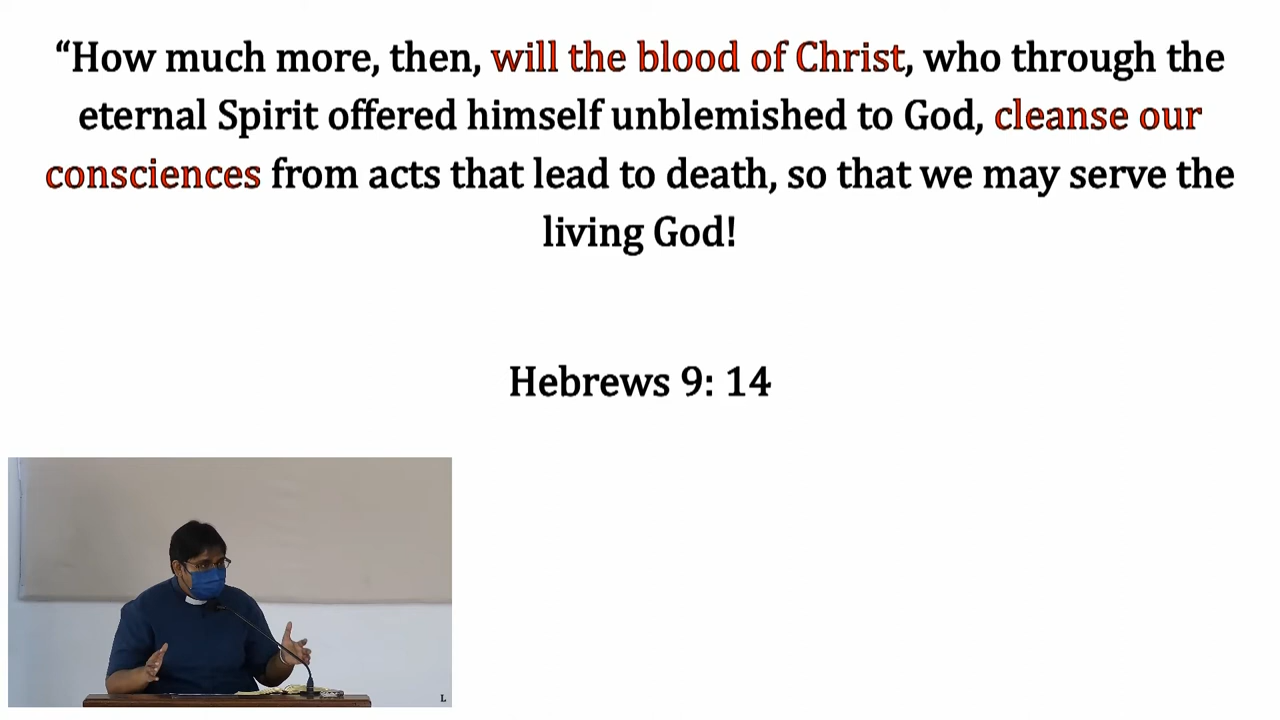 “How much more, then, will the blood of Christ, who through the
eternal Spirit offered himself unblemished to God, cleanse our
consciences from acts that lead to death, so that we may serve the
living God!
Hebrews 9: 14
L